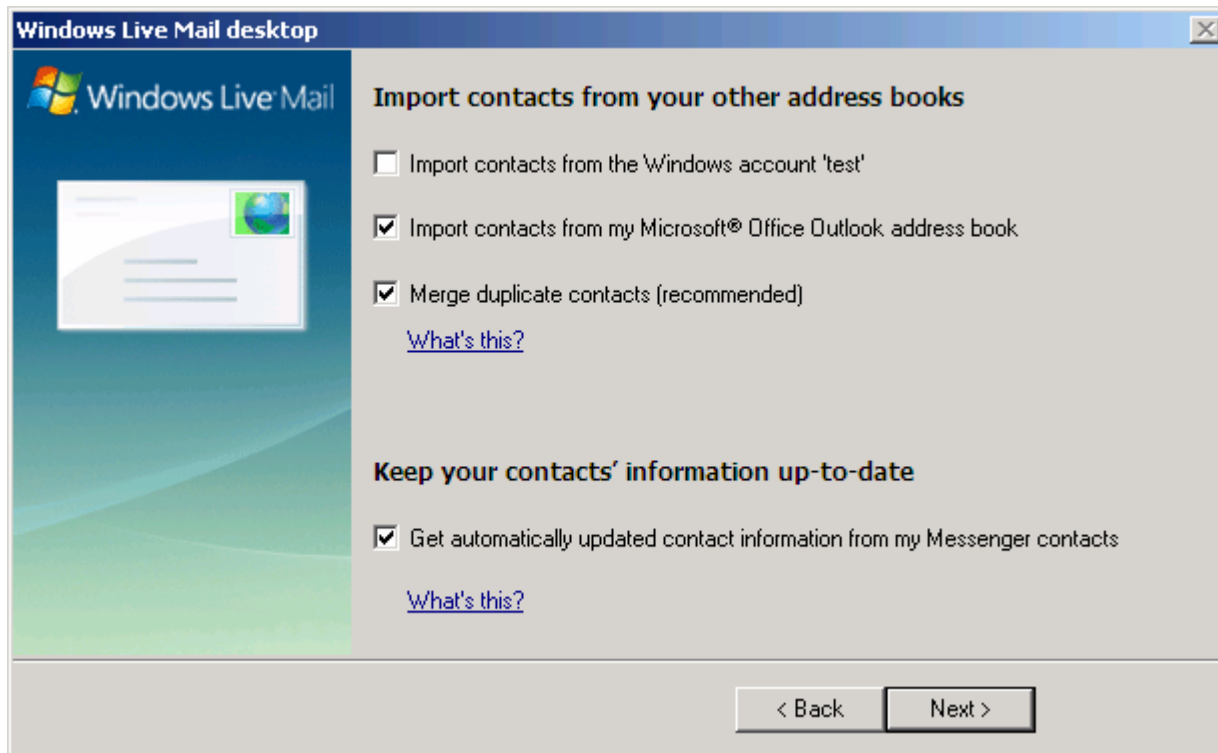 Windows Live Mail desktop
Windows Live Mail
Import contacts from your other address books
Import contacts from the Windows account 'test'
Import contacts from my Microsoft® Office Outlook address book
Merge duplicate contacts (recommended)
What's this?
Keep your contacts’ information up-to-date
Get automatically updated contact information from my Messenger contacts
What's this?
< Back
Next >